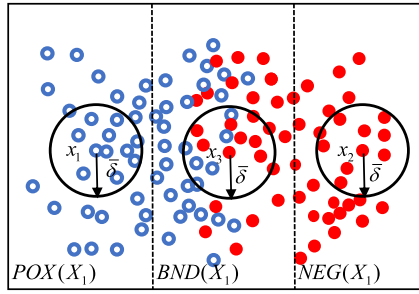 x₁ x₃ x₂
δ̅ δ̅ δ̅
POX(X₁) BND(X₁) NEG(X₁)